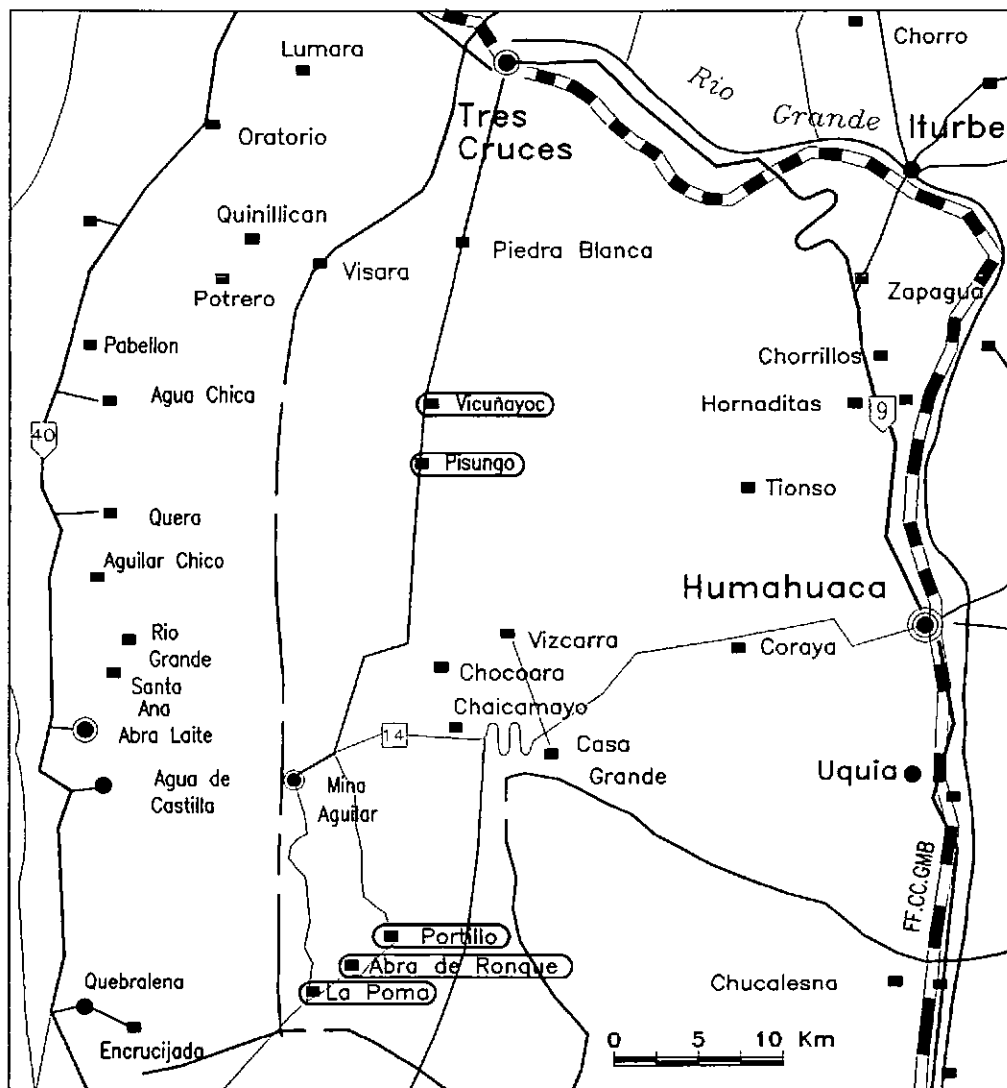 Lumara
Chorro
Rio
Grande
Iturbe
Tres
Cruces
Oratorio
Quinillican
Piedra Blanca
Visara
Potrero
Zapagua
Pabellon
Chorrillos
Agua Chica
Vicuñayoc
Hornaditas
9
40
Pisungo
Tionso
Quera
Aguilar Chico
Humahuaca
Rio
Grande
Vizcarra
Coraya
Chocoara
Santa
Ana
Chaicamayo
Abra Laite
14
Casa
Grande
Uquia
Agua de
Castilla
Mina
Aguilar
FF.CC.GMB
Portillo
Abra de Ronque
La Poma
Quebralena
Chucalesna
Encrucijada
0 5 10 Km